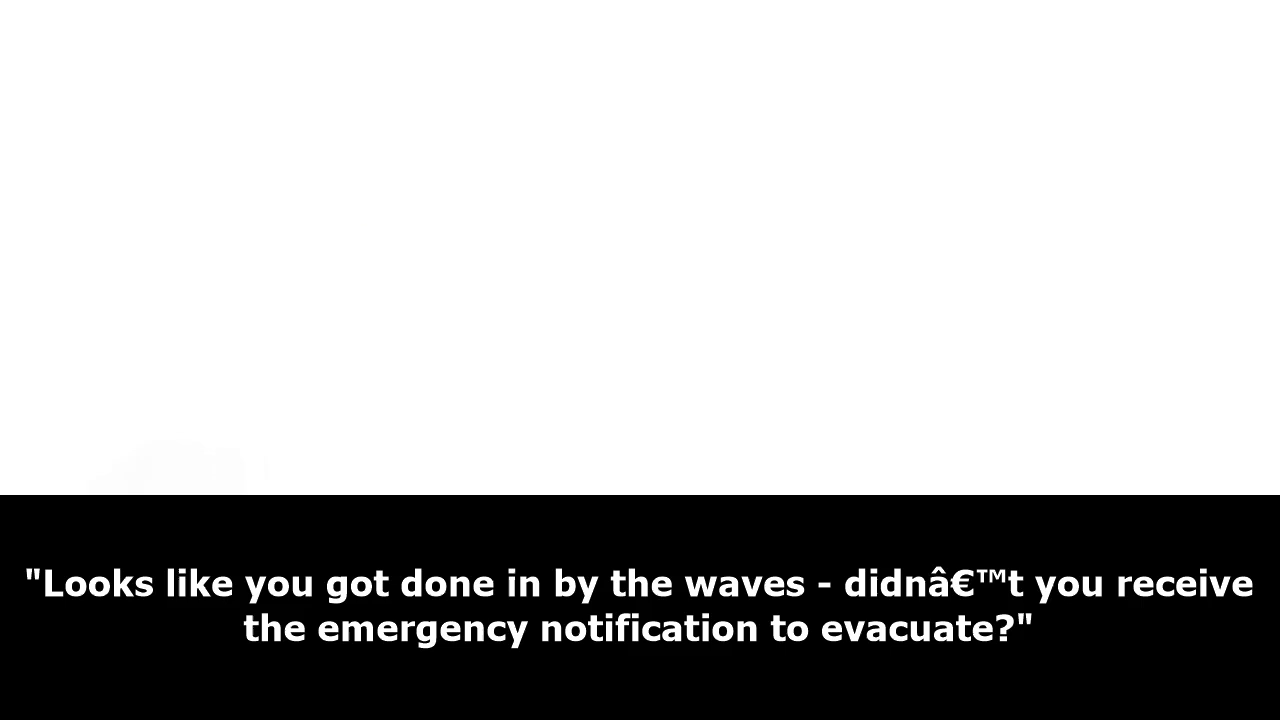 "Looks like you got done in by the waves - didnâ€™t you receive
the emergency notification to evacuate?"